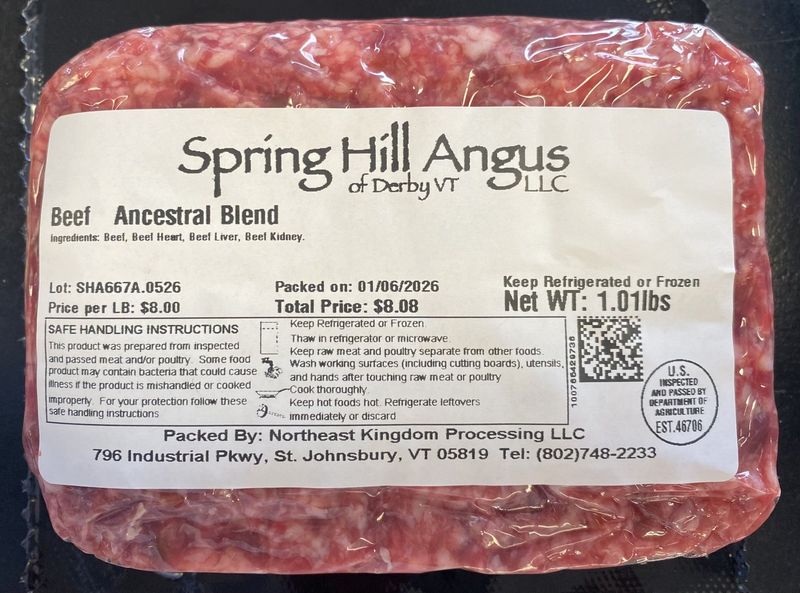 Spring Hill Angus
of Derby VT LLC
Beef Ancestral Blend
Ingredients: Beef, Beef Heart, Beef Liver, Beef Kidney.
Lot: SHA667A.0526
Packed on: 01/06/2026
Keep Refrigerated or Frozen
Price per LB: $8.00
Total Price: $8.08
Net WT: 1.01lbs
SAFE HANDLING INSTRUCTIONS
This product was prepared from inspected
and passed meat and/or poultry. Some food
product may contain bacteria that could cause
illness if the product is mishandled or cooked
improperly. For your protection follow these
safe handling instructions
Keep Refrigerated or Frozen.
Thaw in refrigerator or microwave.
Keep raw meat and poultry separate from other foods.
Wash working surfaces (including cutting boards), utensils,
and hands after touching raw meat or poultry
Cook thoroughly.
Keep hot foods hot. Refrigerate leftovers
immediately or discard
100766429736
U.S.
INSPECTED
AND PASSED BY
DEPARTMENT OF
AGRICULTURE
EST.46706
Packed By: Northeast Kingdom Processing LLC
796 Industrial Pkwy, St. Johnsbury, VT 05819 Tel: (802)748-2233